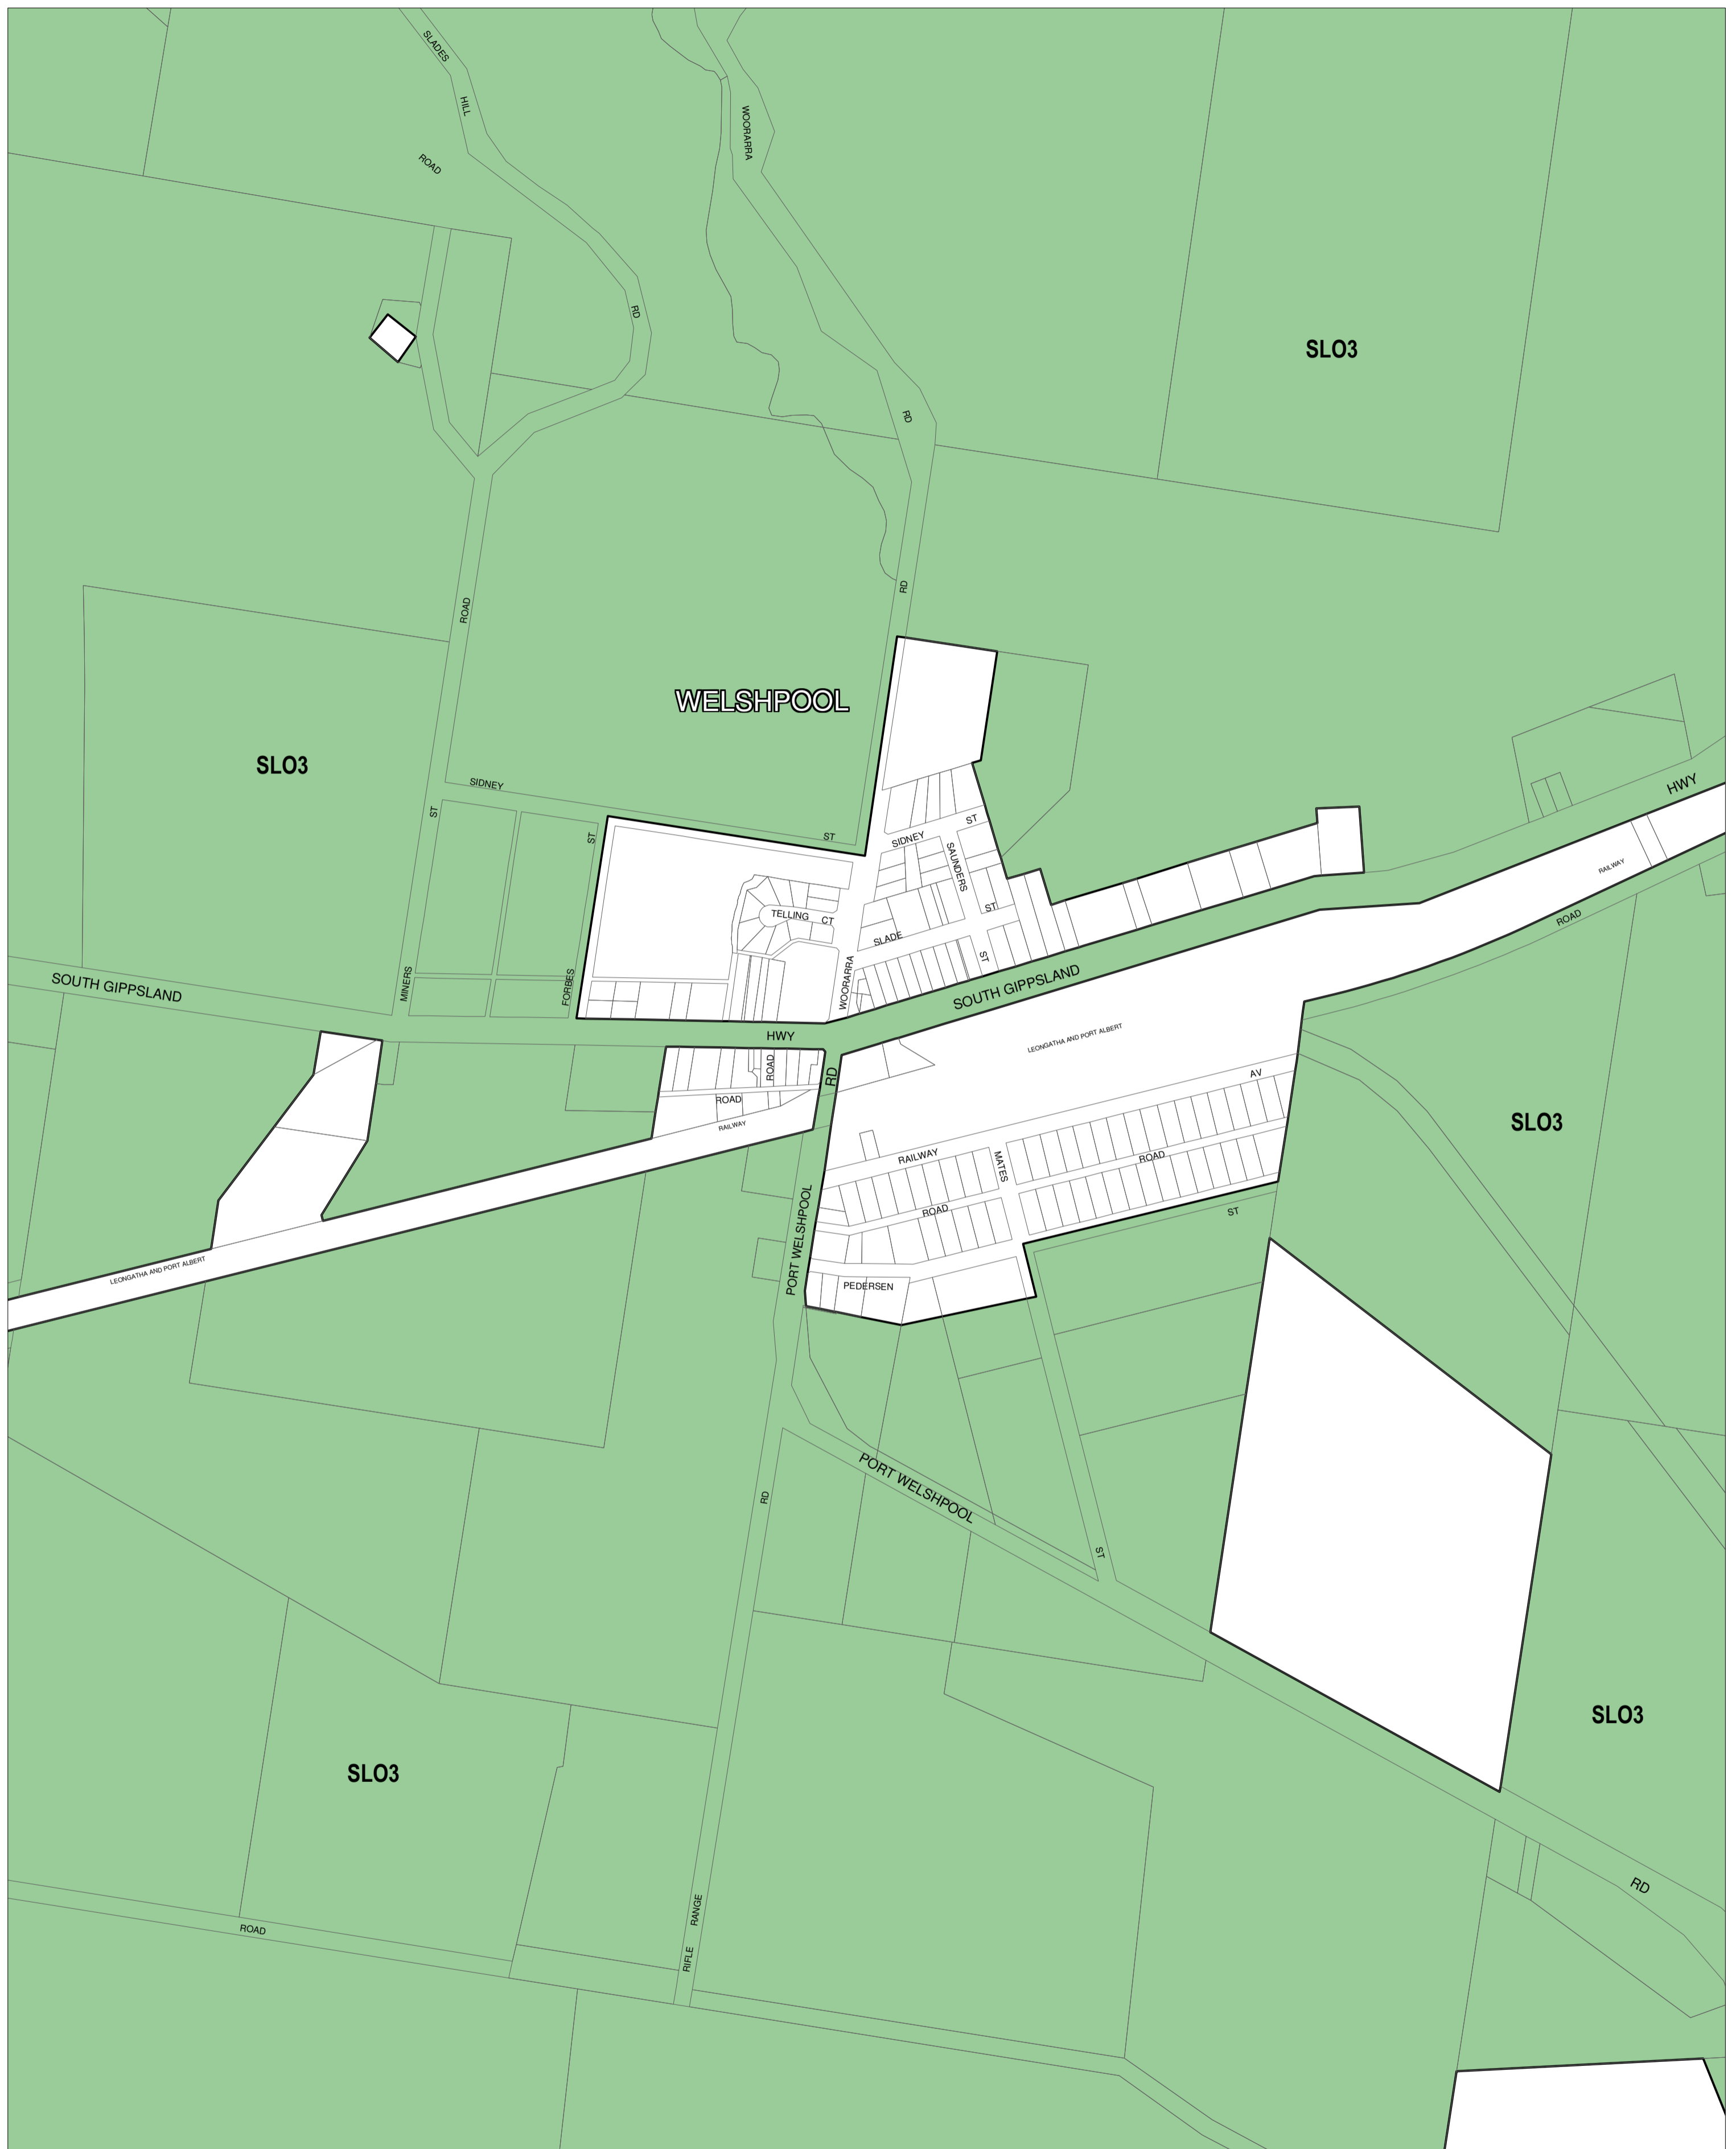 SLADES
HILL
ROAD
WOORARRA
RD
SLO3
RD
RD
ROAD
WELSHPOOL
SLO3
SIDNEY
ST
ST
ST
SIDNEY
ST
SAUNDERS
HWY
RAILWAY
TELLING CT
ST
ROAD
SLADE
ST
SOUTH GIPPSLAND
MINERS
FORBES
WOORARRA
SOUTH GIPPSLAND
HWY
LEONGATHA AND PORT ALBERT
ROAD
RD
AV
ROAD
RAILWAY
SLO3
RAILWAY
MATES
ROAD
ROAD
ST
PORT WELSHPOOL
LEONGATHA AND PORT ALBERT
PEDERSEN
PORT WELSHPOOL
RD
ST
SLO3
SLO3
RD
RANGE
ROAD
RIFLE